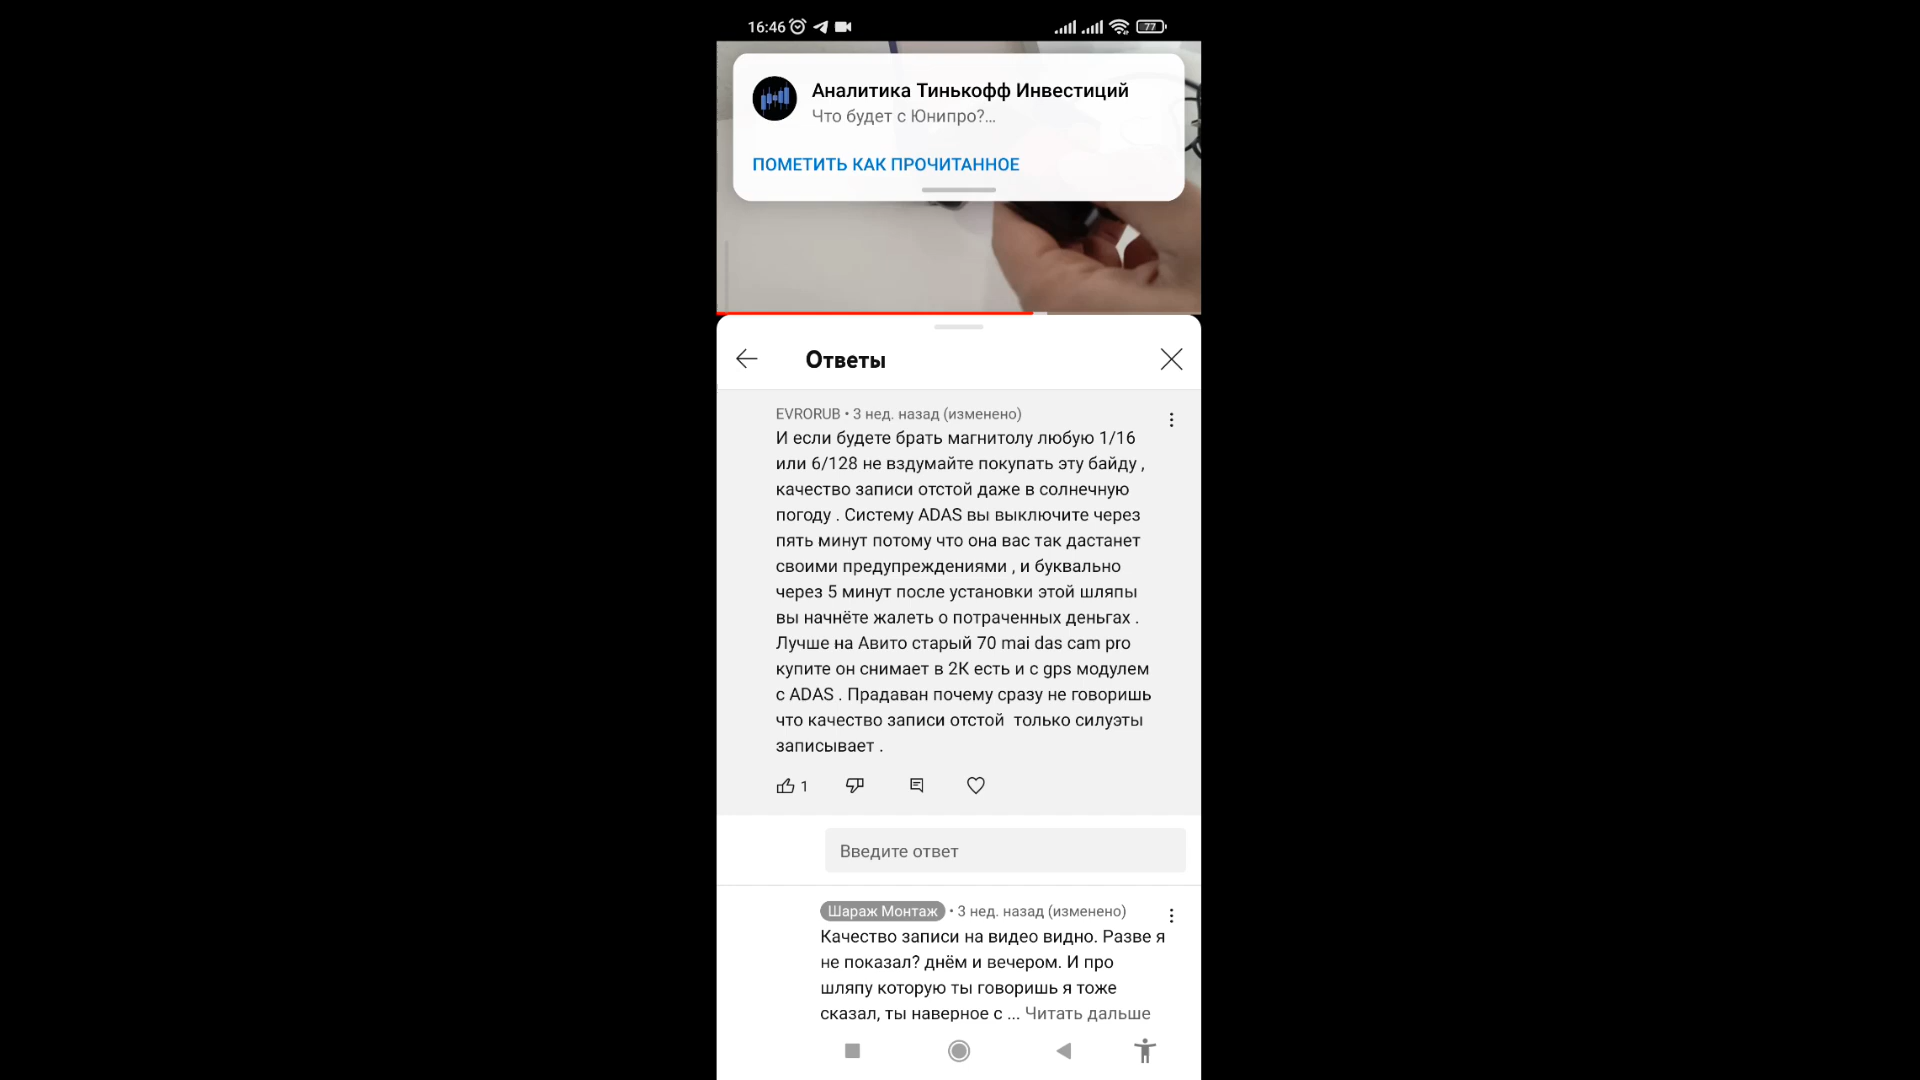 16:46
77
Аналитика Тинькофф Инвестиций
Что будет с Юнипро?...
ПОМЕТИТЬ КАК ПРОЧИТАННОЕ
Ответы
EVRORUB • 3 нед. назад (изменено)
И если будете брать магнитолу любую 1/16
или 6/128 не вздумайте покупать эту байду ,
качество записи отстой даже в солнечную
погоду . Систему ADAS вы выключите через
пять минут потому что она вас так дастанет
своими предупреждениями , и буквально
через 5 минут после установки этой шляпы
вы начнёте жалеть о потраченных деньгах .
Лучше на Авито старый 70 mai das cam pro
купите он снимает в 2К есть и с gps модулем
с ADAS . Прадаван почему сразу не говоришь
что качество записи отстой  только силуэты
записывает .
1
Введите ответ
Шараж Монтаж • 3 нед. назад (изменено)
Качество записи на видео видно. Разве я
не показал? днём и вечером. И про
шляпу которую ты говоришь я тоже
сказал, ты наверное с ... Читать дальше